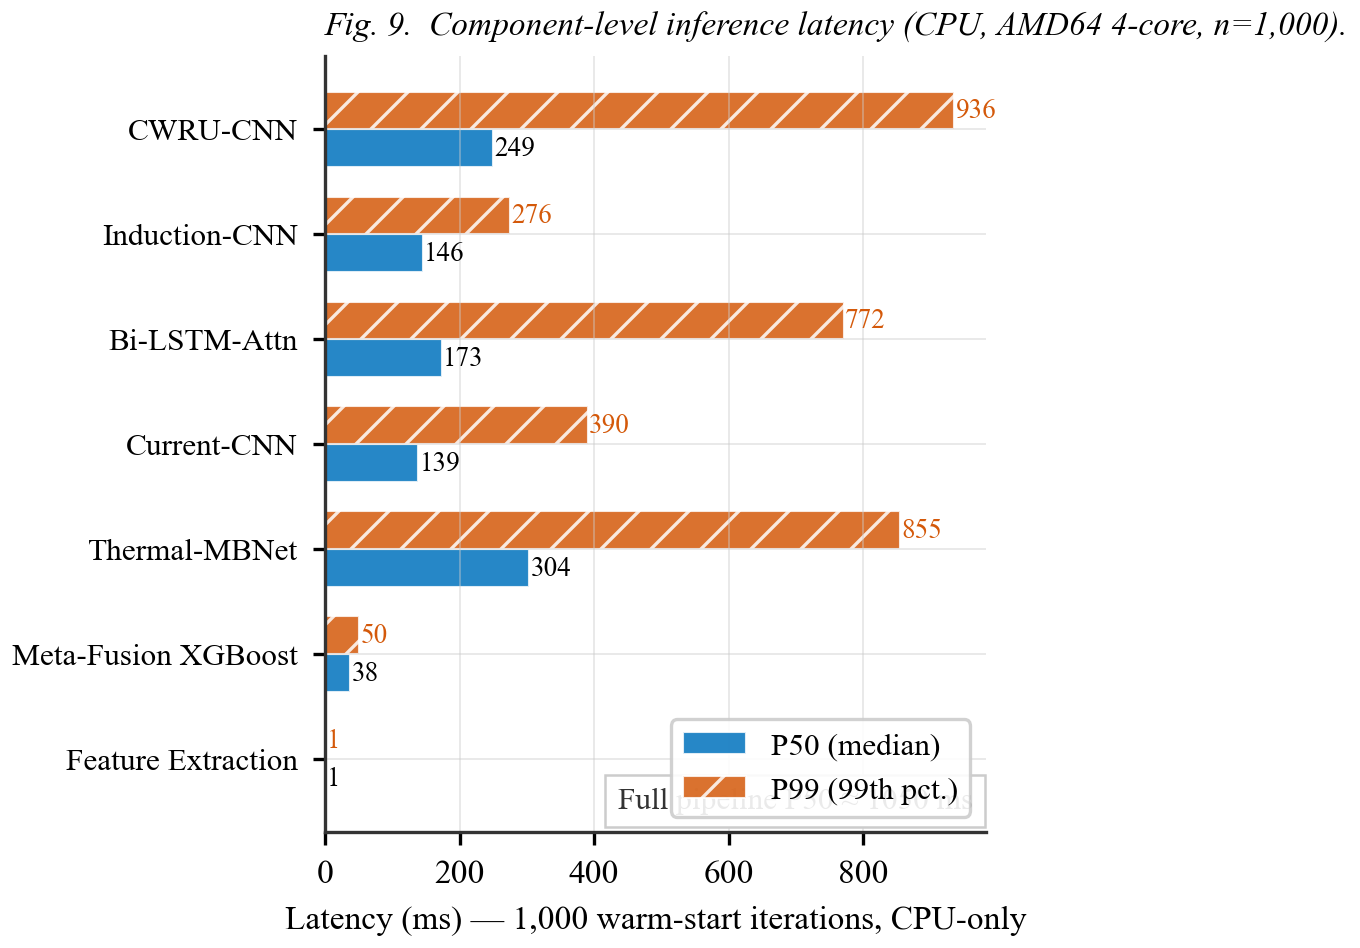 Fig. 9. Component-level inference latency (CPU, AMD64 4-core, n=1,000).
CWRU-CNN
936
249
Induction-CNN
276
146
Bi-LSTM-Attn
772
173
Current-CNN
390
139
Thermal-MBNet
855
304
Meta-Fusion XGBoost
50
38
Feature Extraction
1
1
P50 (median)
P99 (99th pct.)
Full pipeline P50 ≈ ms
0 200 400 600 800
Latency (ms) — 1,000 warm-start iterations, CPU-only